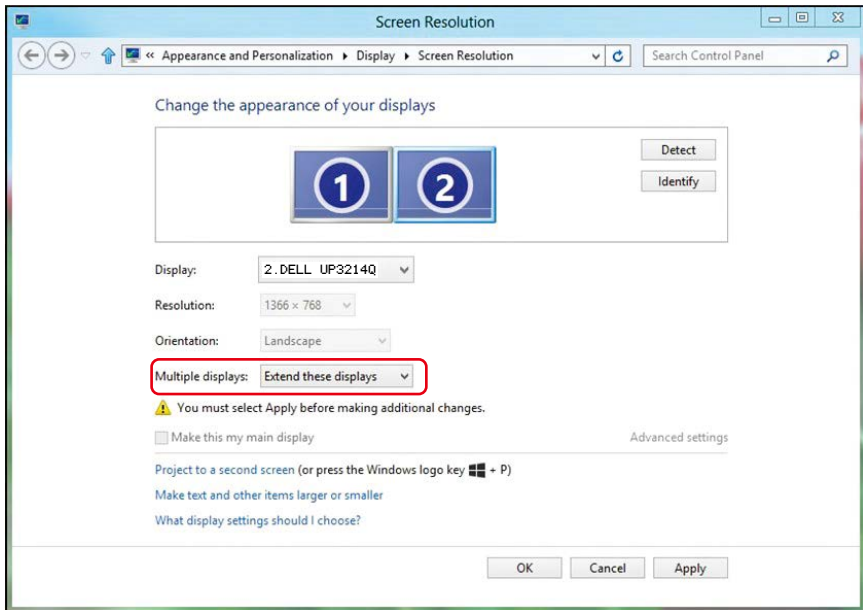 Screen Resolution
« Appearance and Personalization Display Screen Resolution Search Control Panel
Change the appearance of your displays
1 2
Detect
Identify
Display: 2.DELL UP3214Q
Resolution: 1366 × 768
Orientation: Landscape
Multiple displays: Extend these displays
You must select Apply before making additional changes.
Make this my main display Advanced settings
Project to a second screen (or press the Windows logo key + P)
Make text and other items larger or smaller
What display settings should I choose?
OK Cancel Apply